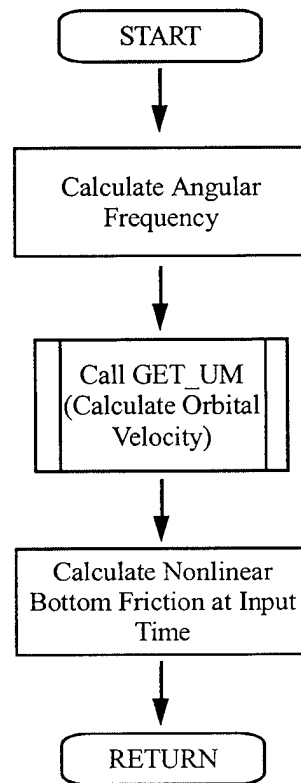 START
Calculate Angular
Frequency
Call GET_UM
(Calculate Orbital
Velocity)
Calculate Nonlinear
Bottom Friction at Input
Time
RETURN